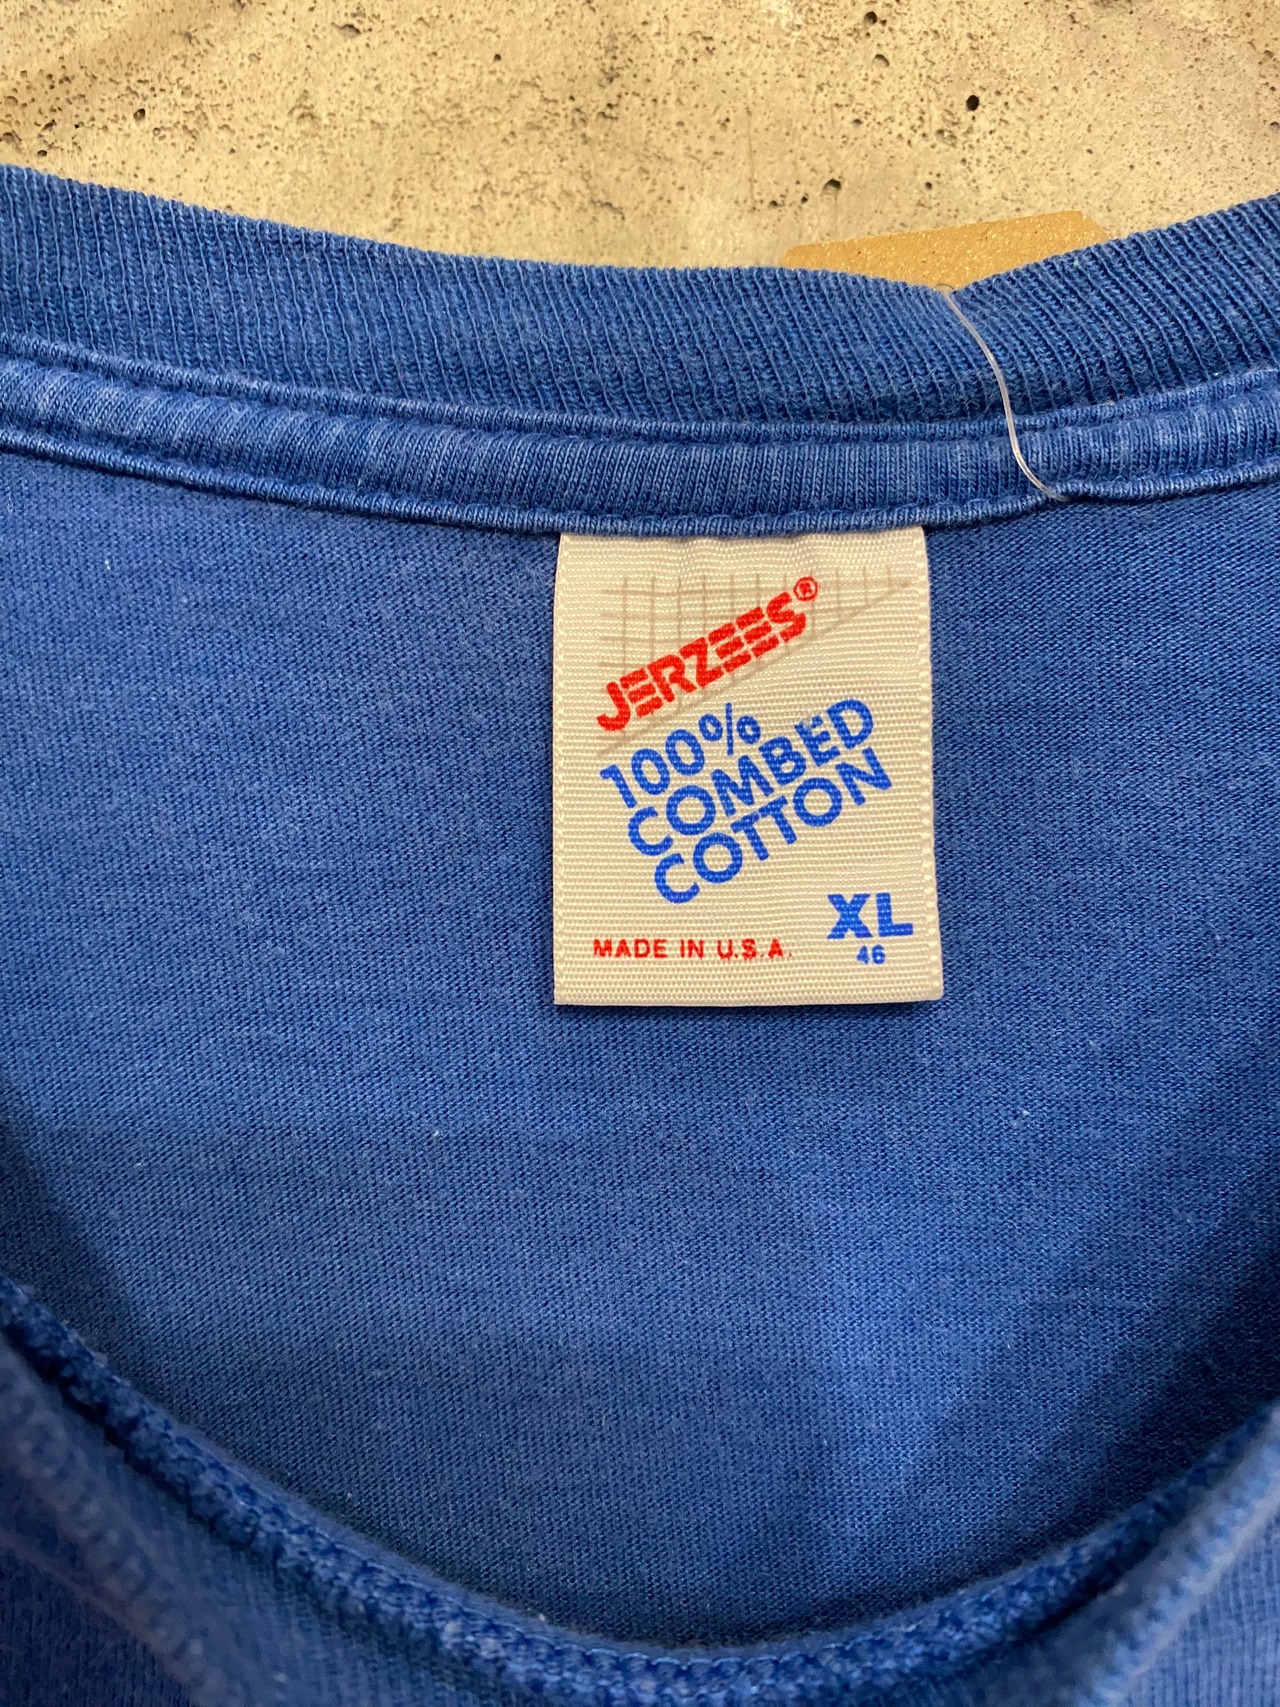 JERZEES®
100%
COMBED
COTTON
XL
MADE IN U.S.A.
46